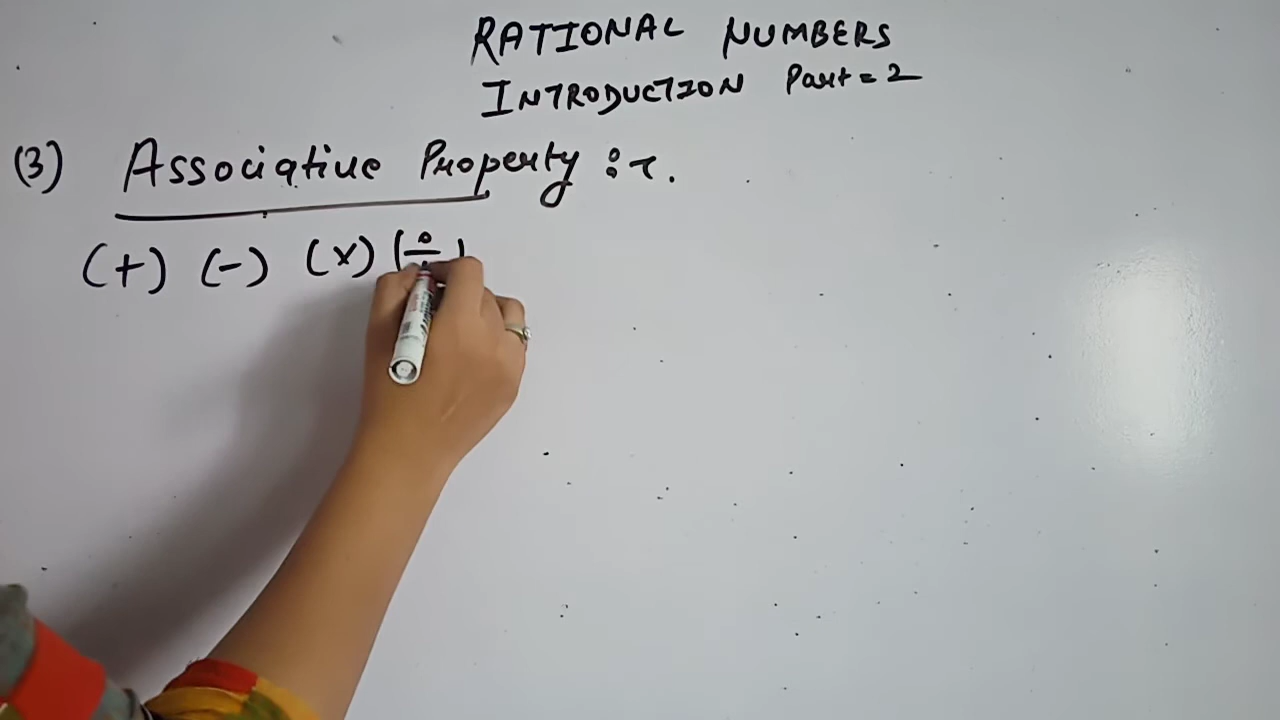 RATIONAL NUMBERS
INTRODUCTION Part = 2
(3) Associative Property :-.
(+) (-) (×) (÷)